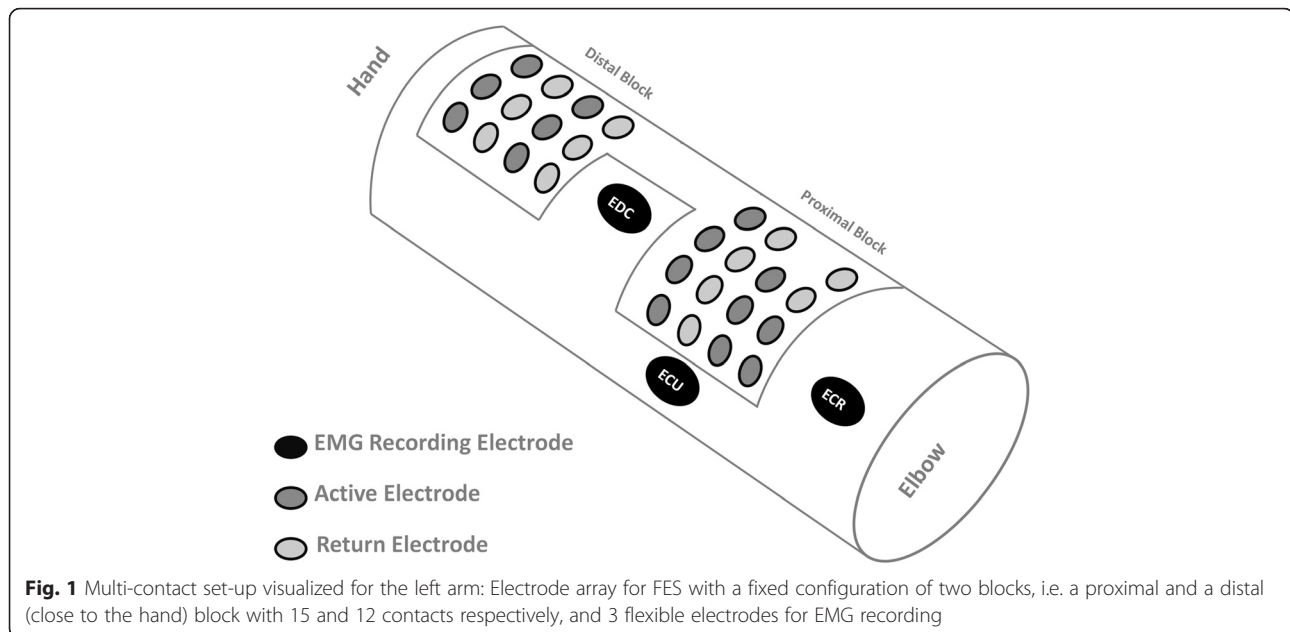 Hand
Distal Block
Proximal Block
EDC
ECU
ECR
Elbow
EMG Recording Electrode
Active Electrode
Return Electrode
Fig. 1 Multi-contact set-up visualized for the left arm: Electrode array for FES with a fixed configuration of two blocks, i.e. a proximal and a distal
(close to the hand) block with 15 and 12 contacts respectively, and 3 flexible electrodes for EMG recording